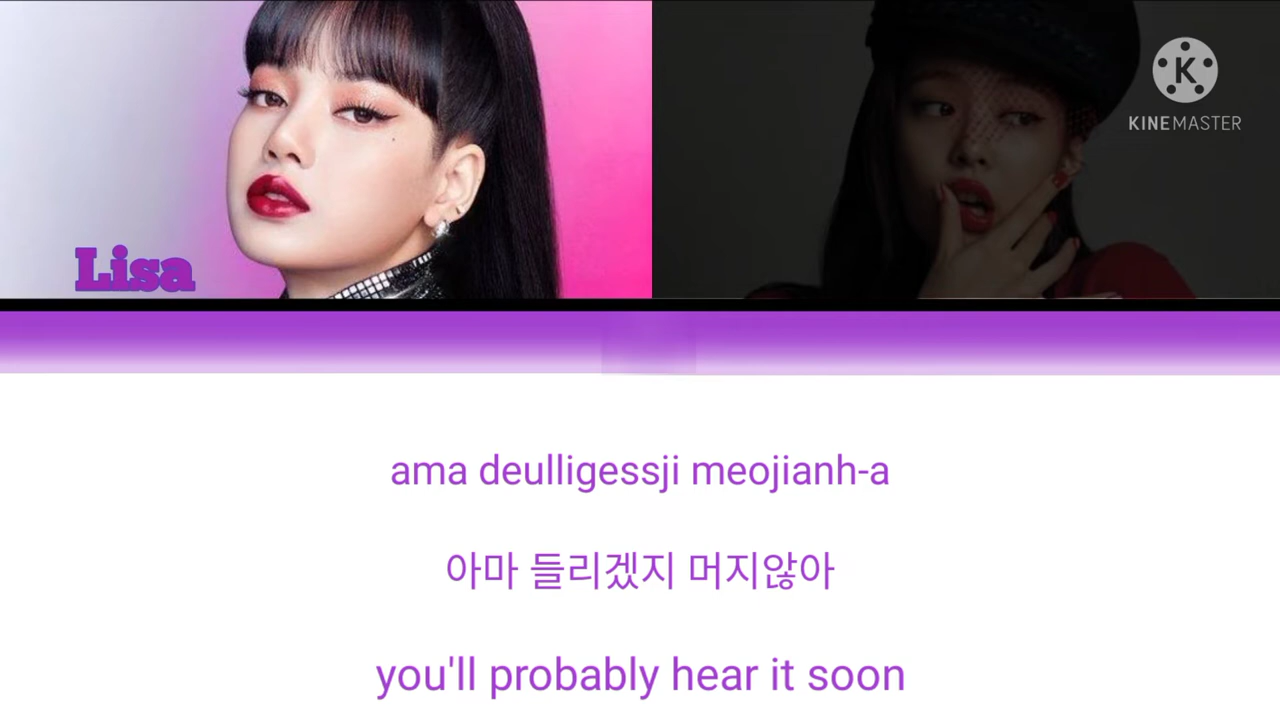 KINEMASTER
Lisa
ama deulligessji meojianh-a
아마 들리겠지 머지않아
you'll probably hear it soon